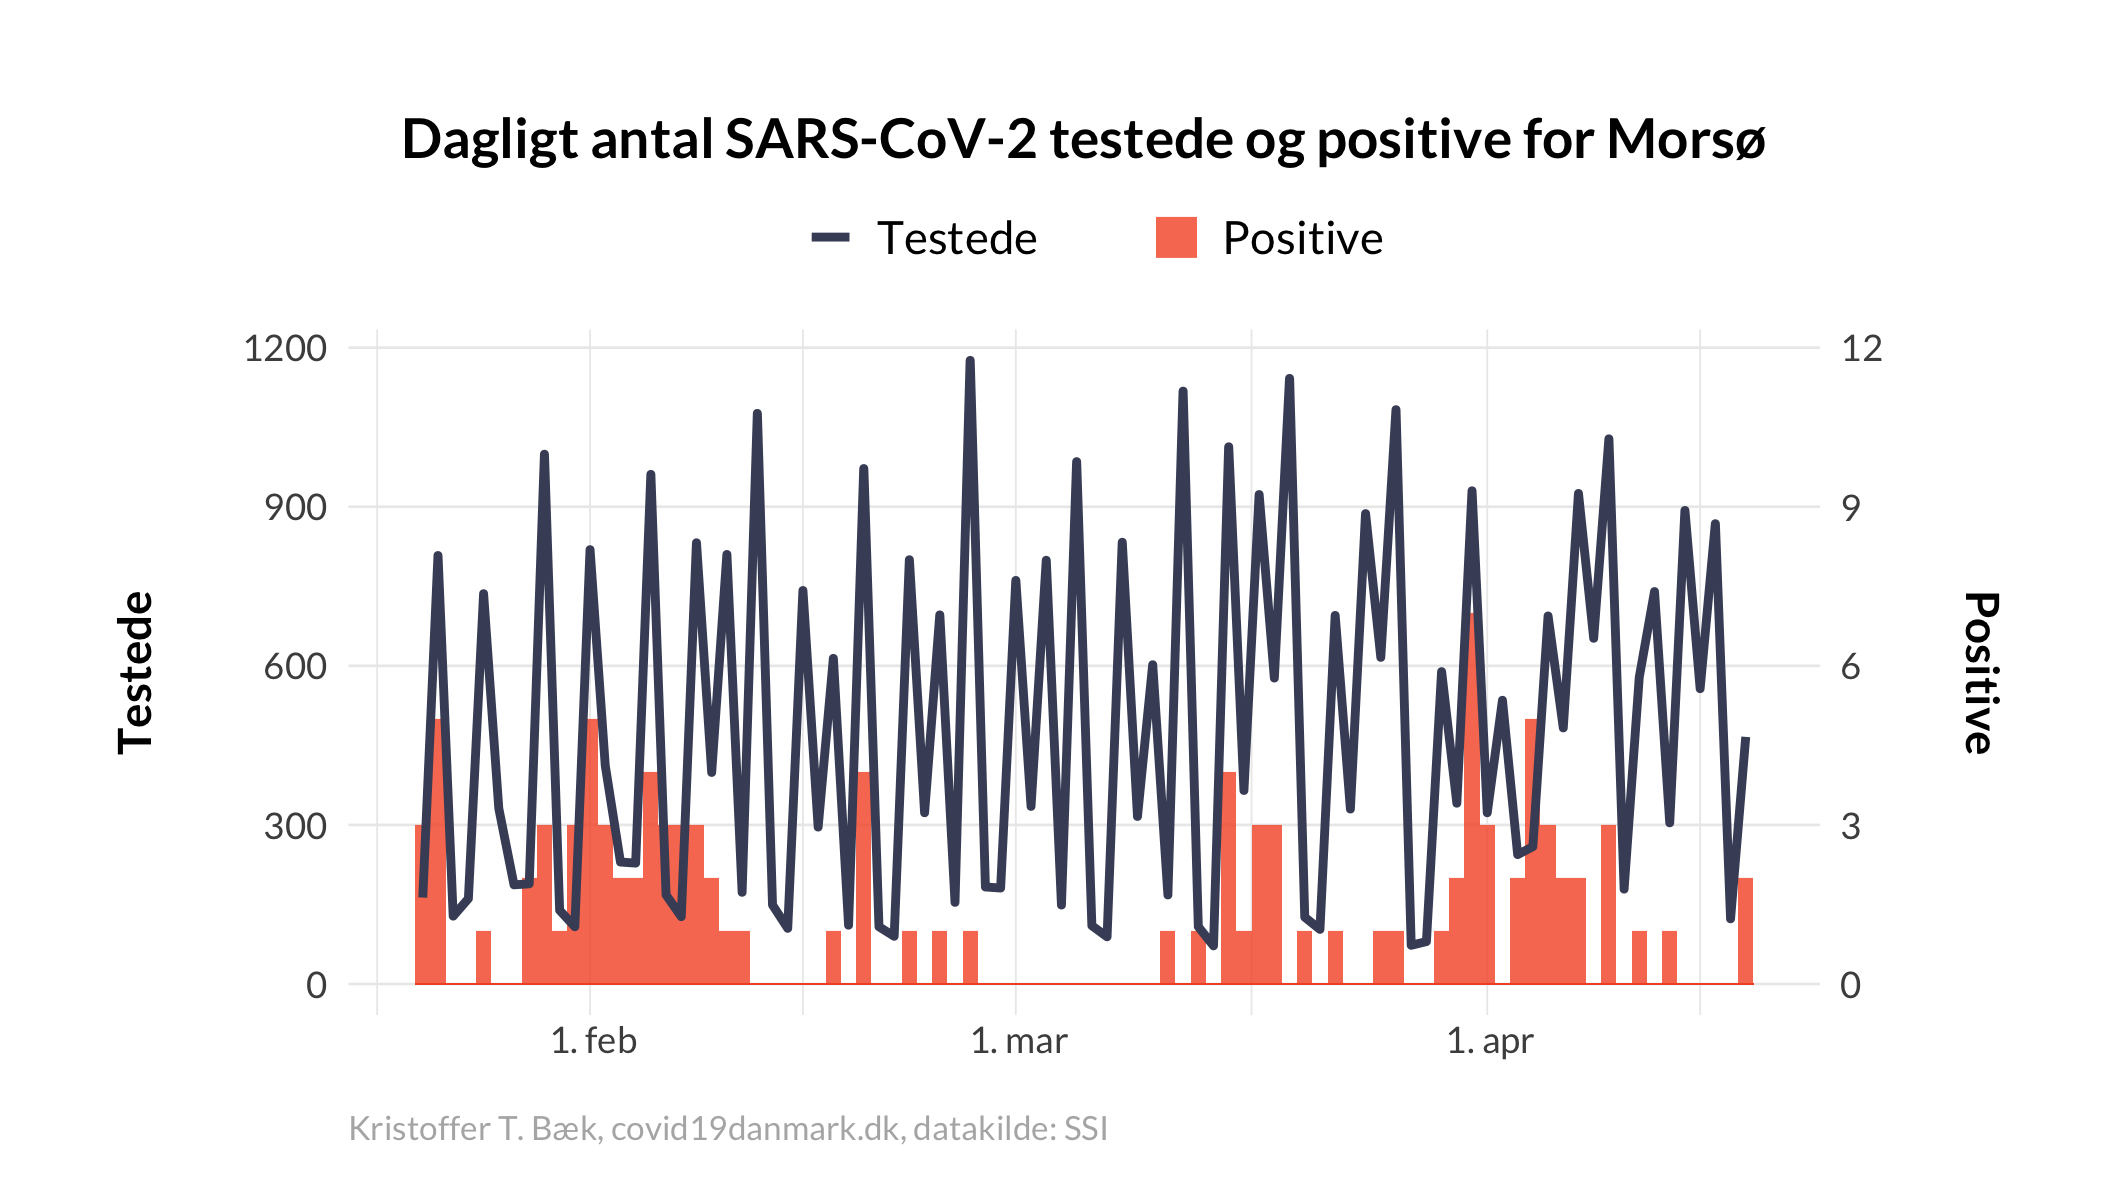 Dagligt antal SARS-CoV-2 testede og positive for Morsø
Testede Positive
1200 12
900 9
600 6
300 3
0 0
Testede
Positive
1. feb 1. mar 1. apr
Kristoffer T. Bæk, covid19danmark.dk, datakilde: SSI